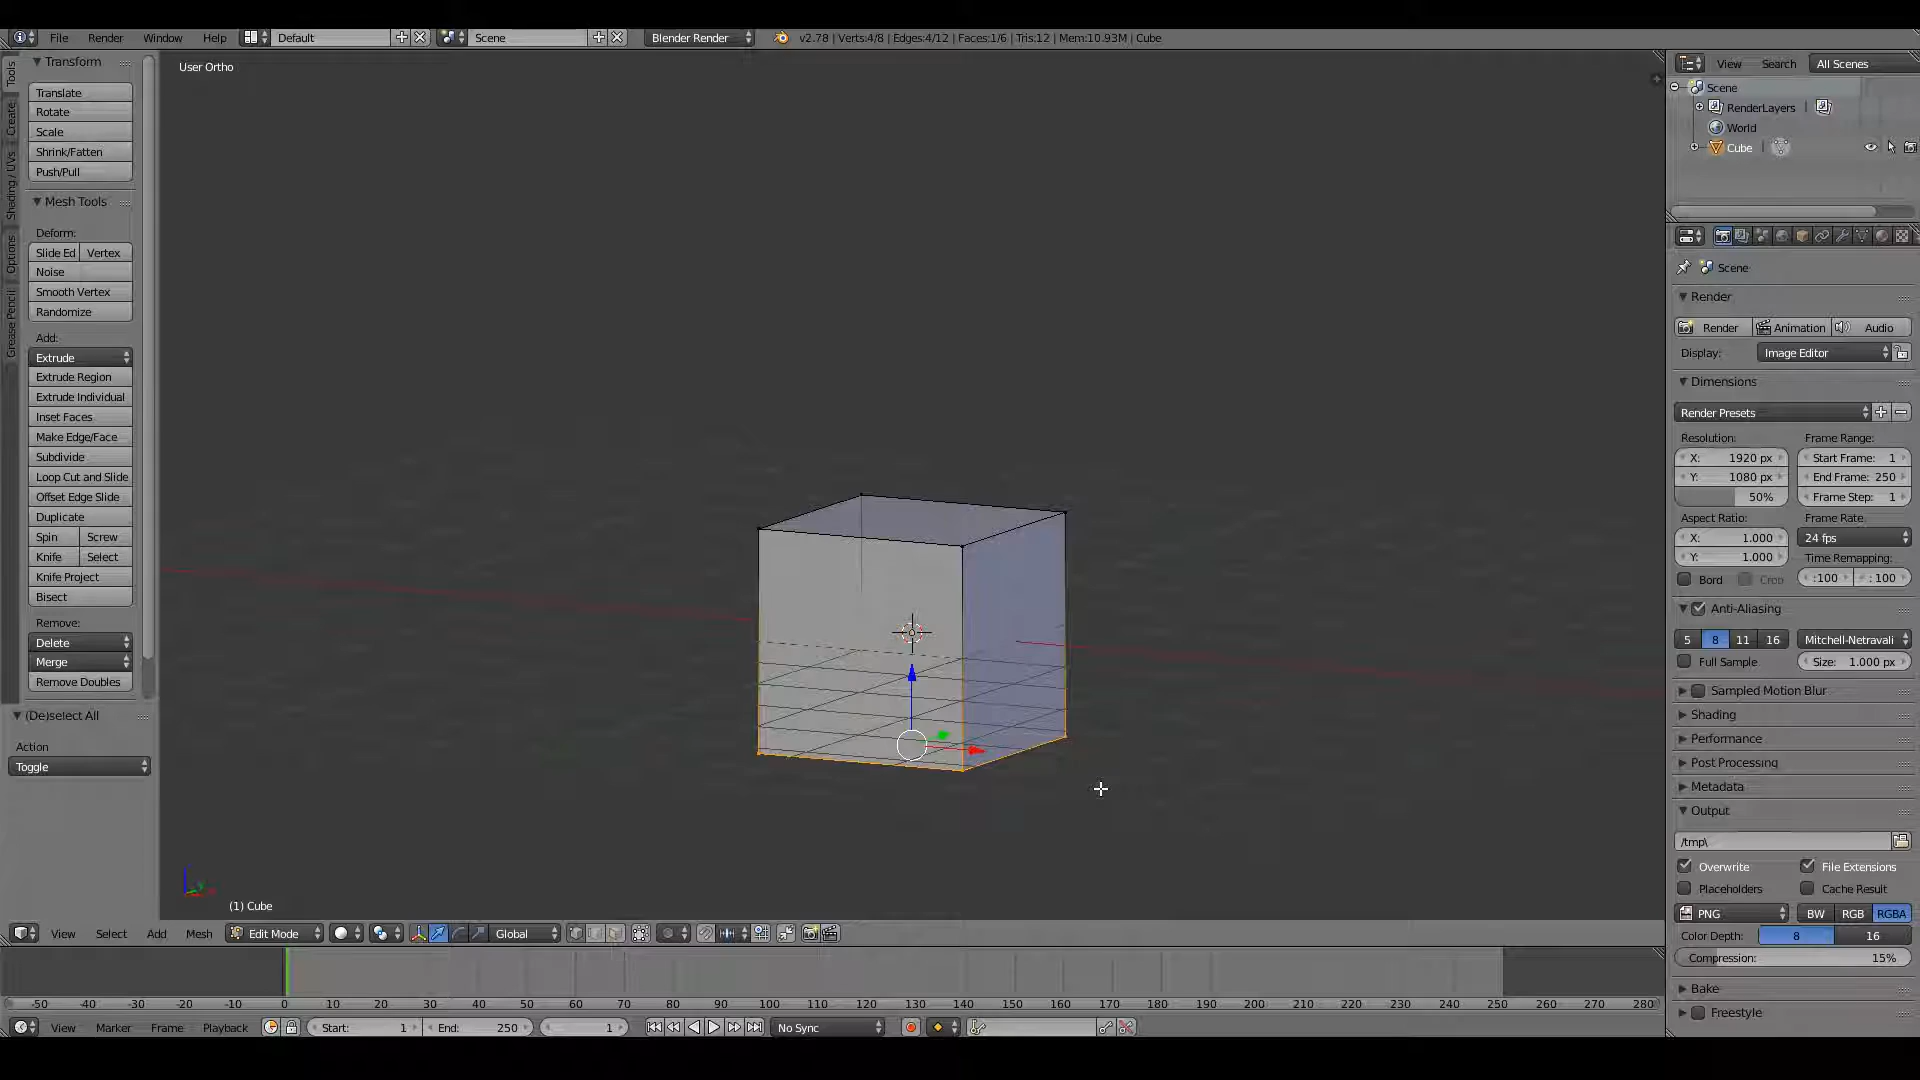 File Render Window Help Default Scene Blender Render v2.78 | Verts:4/8 | Edges:4/12 | Faces:1/6 | Tris:12 | Mem:10.93M | Cube
Tools
Create
Shading / UVs
Options
Grease Pencil
Transform
Translate
Rotate
Scale
Shrink/Fatten
Push/Pull
Mesh Tools
Deform:
Slide Ed Vertex
Noise
Smooth Vertex
Randomize
Add:
Extrude
Extrude Region
Extrude Individual
Inset Faces
Make Edge/Face
Subdivide
Loop Cut and Slide
Offset Edge Slide
Duplicate
Spin Screw
Knife Select
Knife Project
Bisect
Remove:
Delete
Merge
Remove Doubles
(De)select All
Action
Toggle
User Ortho
(1) Cube
View Select Add Mesh Edit Mode Global
-50 -40 -30 -20 -10 0 10 20 30 40 50 60 70 80 90 100 110 120 130 140 150 160 170 180 190 200 210 220 230 240 250 260 270 280
View Marker Frame Playback Start: 1 End: 250 1 No Sync
View Search All Scenes
Scene
RenderLayers
World
Cube
Scene
Render
Render Animation Audio
Display: Image Editor
Dimensions
Render Presets
Resolution: Frame Range:
X: 1920 px Start Frame: 1
Y: 1080 px End Frame: 250
50% Frame Step: 1
Aspect Ratio: Frame Rate:
X: 1.000 24 fps
Y: 1.000 Time Remapping:
Bord Crop :100 : 100
Anti-Aliasing
5 8 11 16 Mitchell-Netravali
Full Sample Size: 1.000 px
Sampled Motion Blur
Shading
Performance
Post Processing
Metadata
Output
/tmp\
Overwrite File Extensions
Placeholders Cache Result
PNG BW RGB RGBA
Color Depth: 8 16
Compression: 15%
Bake
Freestyle